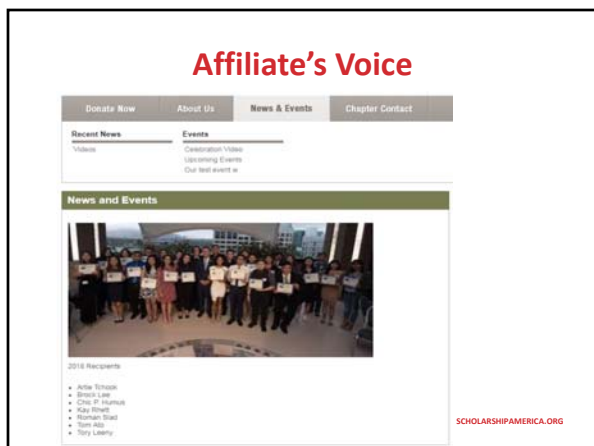 Affiliate's Voice
Donate Now About Us News & Events Chapter Contact
Recent News Events
Videos Celebration Video
Upcoming Events
Our test event w
News and Events
2016 Recipients
Artie Tchook
Brock Lee
Chic P. Humus
Kay Rhett
Roman Slad
Tom Ato
Tory Leeny
SCHOLARSHIPAMERICA.ORG